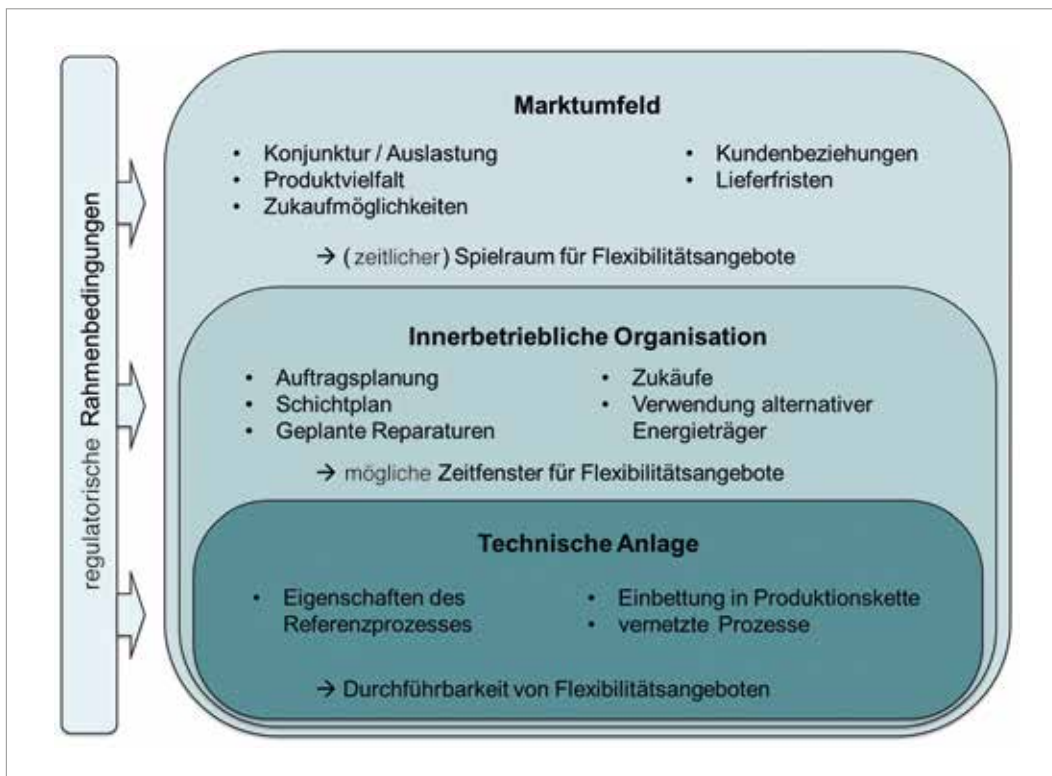 regulatorische Rahmenbedingungen
Marktumfeld
• Konjunktur / Auslastung
• Produktvielfalt
• Zukaufmöglichkeiten
• Kundenbeziehungen
• Lieferfristen
→ (zeitlicher) Spielraum für Flexibilitätsangebote
Innerbetriebliche Organisation
• Auftragsplanung
• Schichtplan
• Geplante Reparaturen
• Zukäufe
• Verwendung alternativer
Energieträger
→ mögliche Zeitfenster für Flexibilitätsangebote
Technische Anlage
• Eigenschaften des
Referenzprozesses
• Einbettung in Produktionskette
• vernetzte Prozesse
→ Durchführbarkeit von Flexibilitätsangeboten